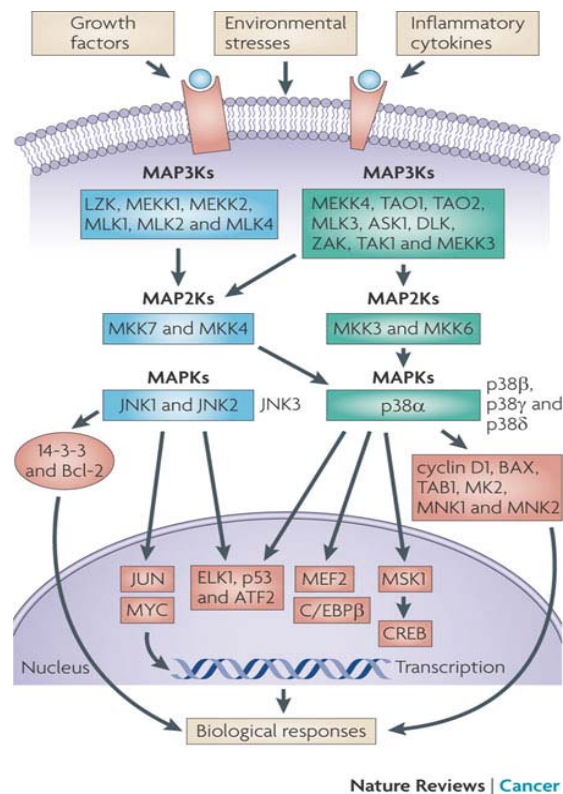 Growth
factors
Environmental
stresses
Inflammatory
cytokines
MAP3Ks
MAP3Ks
LZK, MEKK1, MEKK2,
MLK1, MLK2 and MLK4
MEKK4, TAO1, TAO2,
MLK3, ASK1, DLK,
ZAK, TAK1 and MEKK3
MAP2Ks
MAP2Ks
MKK7 and MKK4
MKK3 and MKK6
MAPKs
MAPKs
JNK1 and JNK2
JNK3
p38α
p38β,
p38γ and
p38δ
14-3-3
and Bcl-2
cyclin D1, BAX,
TAB1, MK2,
MNK1 and MNK2
JUN
MYC
ELK1, p53
and ATF2
MEF2
C/EBPβ
MSK1
CREB
Nucleus
Transcription
Biological responses
Nature Reviews | Cancer